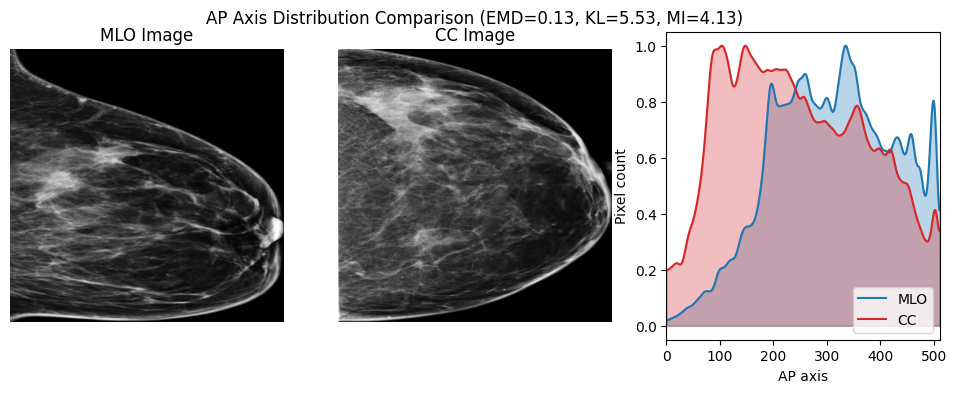 AP Axis Distribution Comparison (EMD=0.13, KL=5.53, MI=4.13)
MLO Image
CC Image
1.0
0.8
0.6
0.4
0.2
0.0
Pixel count
MLO
CC
0
100
200
300
400
500
AP axis